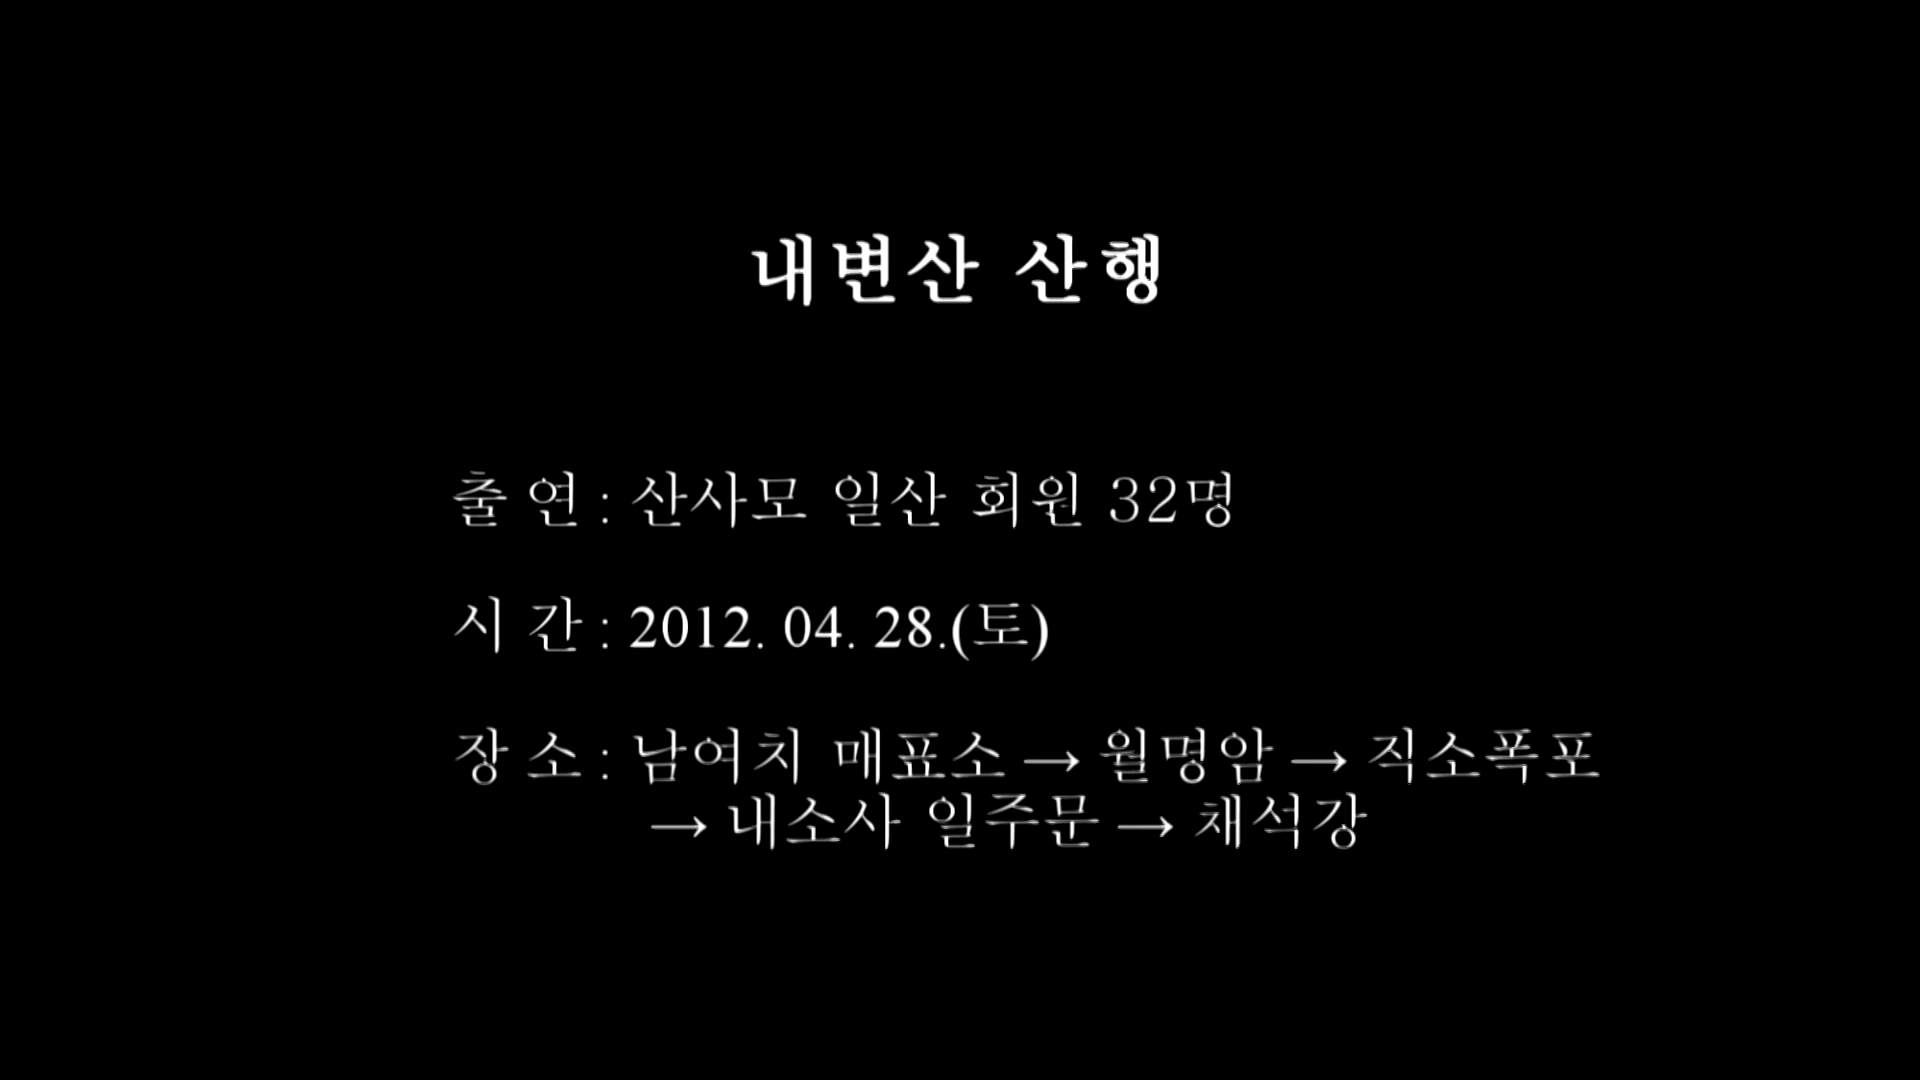 내변산 산행
출 연 : 산사모 일산 회원 32명
시 간 : 2012. 04. 28.(토)
장 소 : 남여치 매표소 → 월명암 → 직소폭포
→ 내소사 일주문 → 채석강